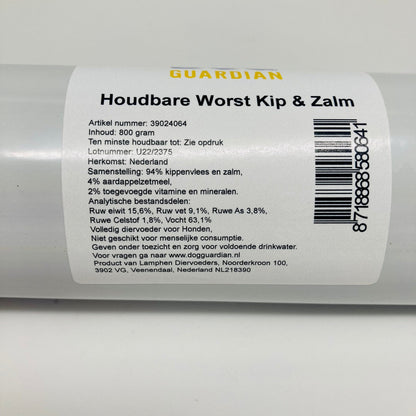 GUARDIAN
Houdbare Worst Kip & Zalm
Artikel nummer: 39024064
Inhoud: 800 gram
Ten minste houdbaar tot: Zie opdruk
Lotnummer: U22/2375
Herkomst: Nederland
Samenstelling: 94% kippenvlees en zalm,
4% aardappelzetmeel,
2% toegevoegde vitamine en mineralen.
Analytische bestandsdelen:
Ruw eiwit 15,6%, Ruw vet 9,1%, Ruwe As 3,8%,
Ruwe Celstof 1,8%, Vocht 63,1%
Volledig diervoeder voor Honden,
Niet geschikt voor menselijke consumptie.
Geven onder toezicht en zorg voor voldoende drinkwater.
Voor vragen ga naar www.dogguardian.nl
Product van Lamphen Diervoeders, Noorderkroon 100,
3902 VG, Veenendaal, Nederland NL218390
8718868580641